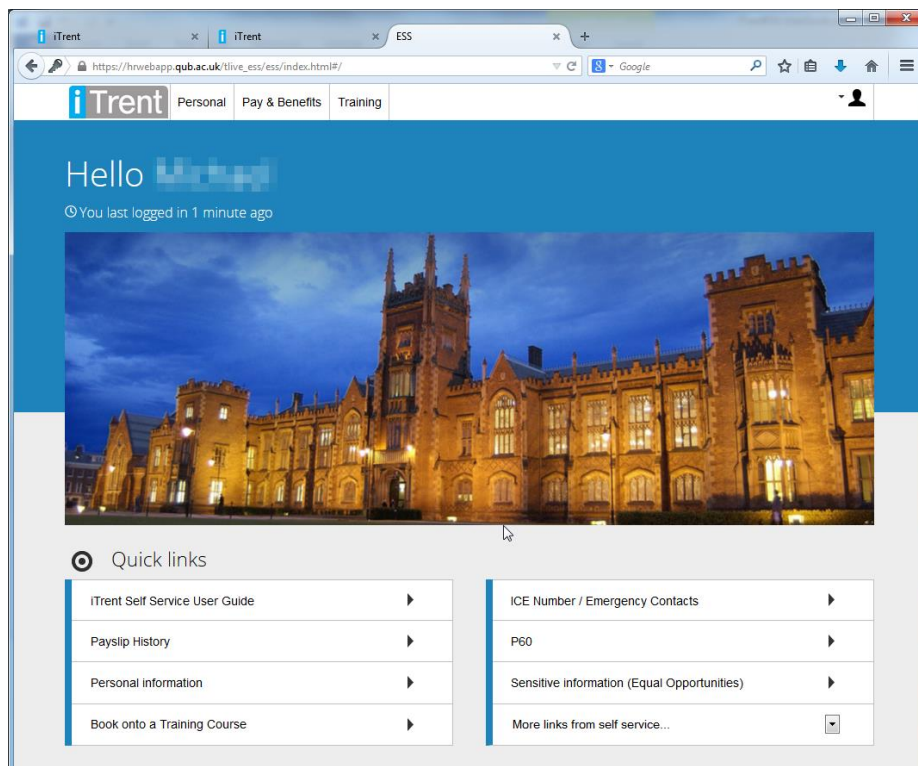 iTrent
iTrent
ESS
https://hrwebapp.qub.ac.uk/tlive_ess/ess/index.html#/
Google
iTrent Personal Pay & Benefits Training
Hello
You last logged in 1 minute ago
Quick links
iTrent Self Service User Guide
Payslip History
Personal information
Book onto a Training Course
ICE Number / Emergency Contacts
P60
Sensitive information (Equal Opportunities)
More links from self service...